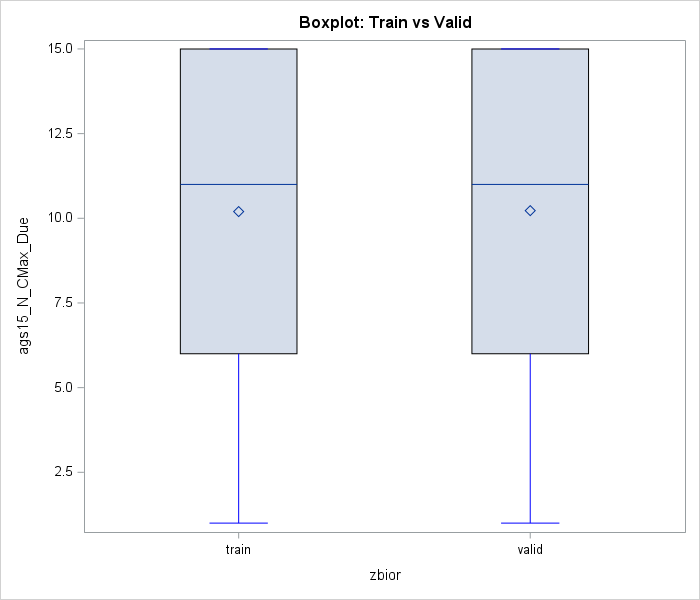 Boxplot: Train vs Valid
15.0
12.5
10.0
7.5
5.0
2.5
ags15_N_CMax_Due
train
valid
zbior